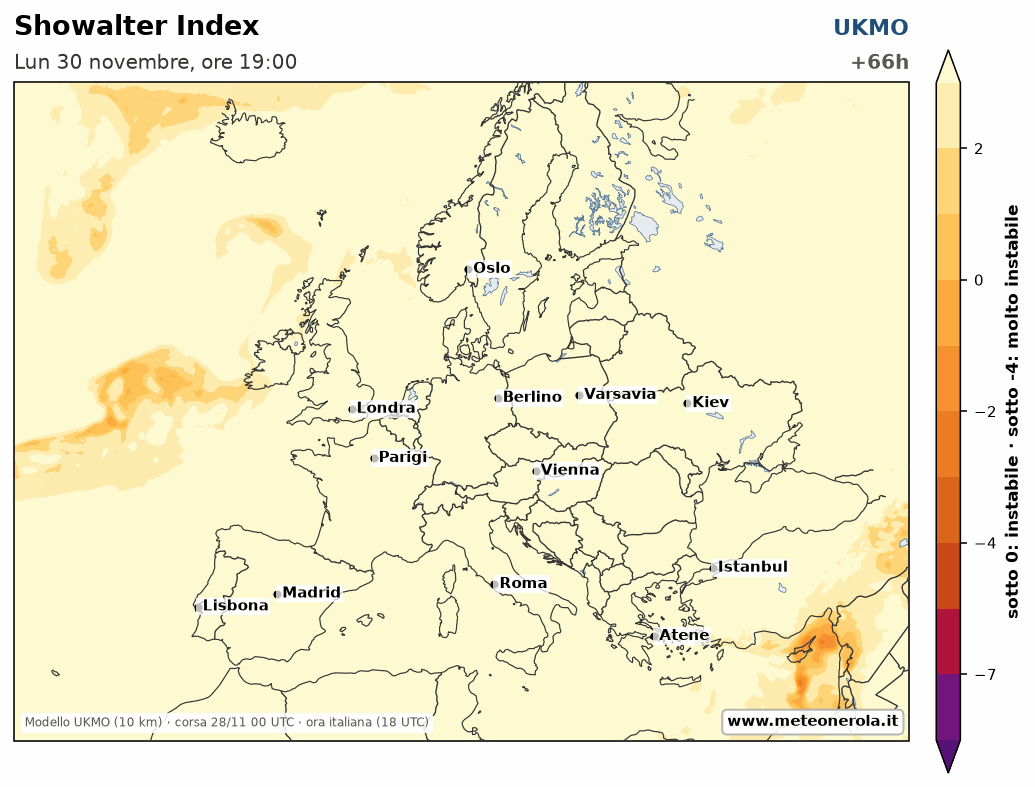 Showalter Index
UKMO
Lun 30 novembre, ore 19:00
+66h
Oslo
Berlino
Varsavia
Kiev
Londra
Parigi
Vienna
Istanbul
Roma
Madrid
Lisbona
Atene
Modello UKMO (10 km) · corsa 28/11 00 UTC · ora italiana (18 UTC)
www.meteonerola.it
2
0
−2
−4
−7
sotto 0: instabile · sotto -4: molto instabile